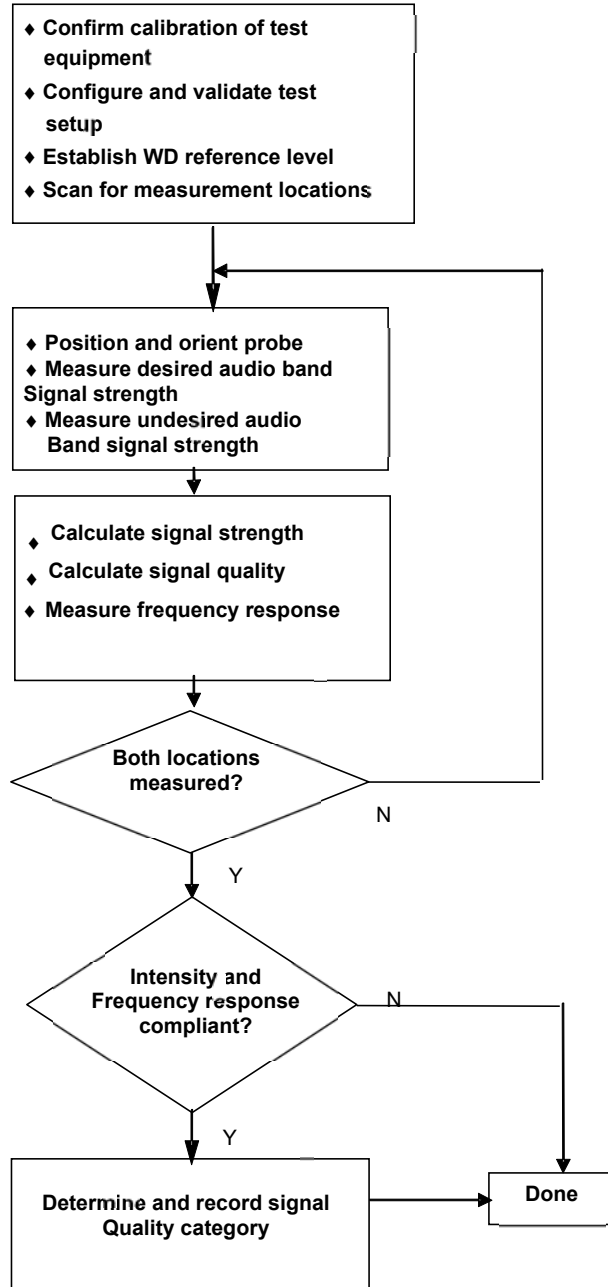 ♦ Confirm calibration of test
equipment
♦ Configure and validate test
setup
♦ Establish WD reference level
♦ Scan for measurement locations
♦ Position and orient probe
♦ Measure desired audio band
Signal strength
♦ Measure undesired audio
Band signal strength
♦ Calculate signal strength
♦ Calculate signal quality
♦ Measure frequency response
Both locations
measured?
N
Y
Intensity and
Frequency response
compliant?
N
Y
Determine and record signal
Quality category
Done